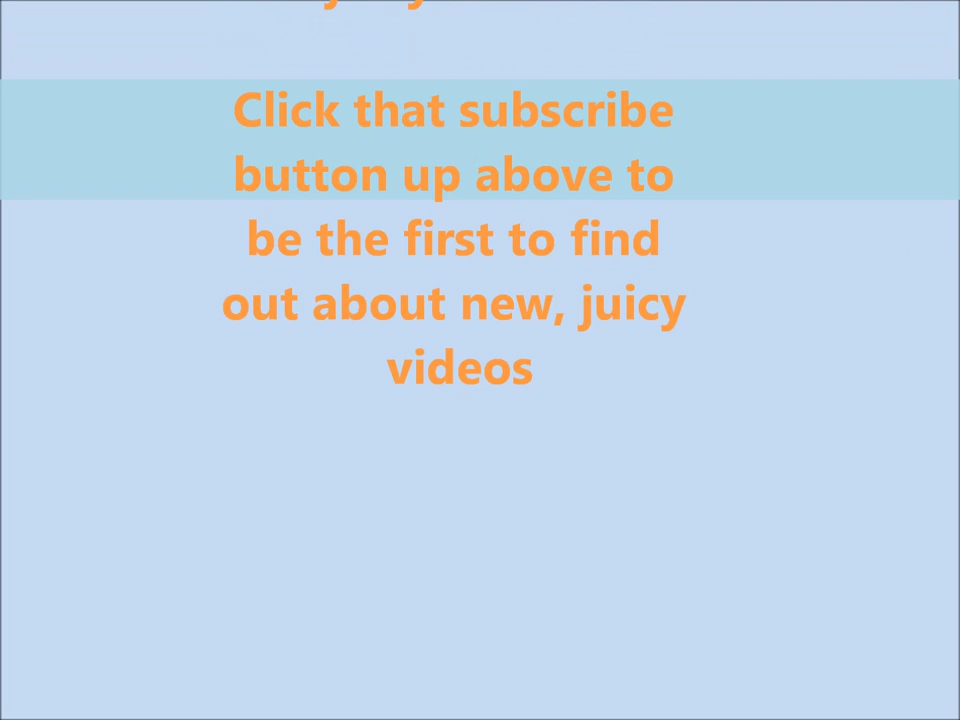 Click that subscribe
button up above to
be the first to find
out about new, juicy
videos